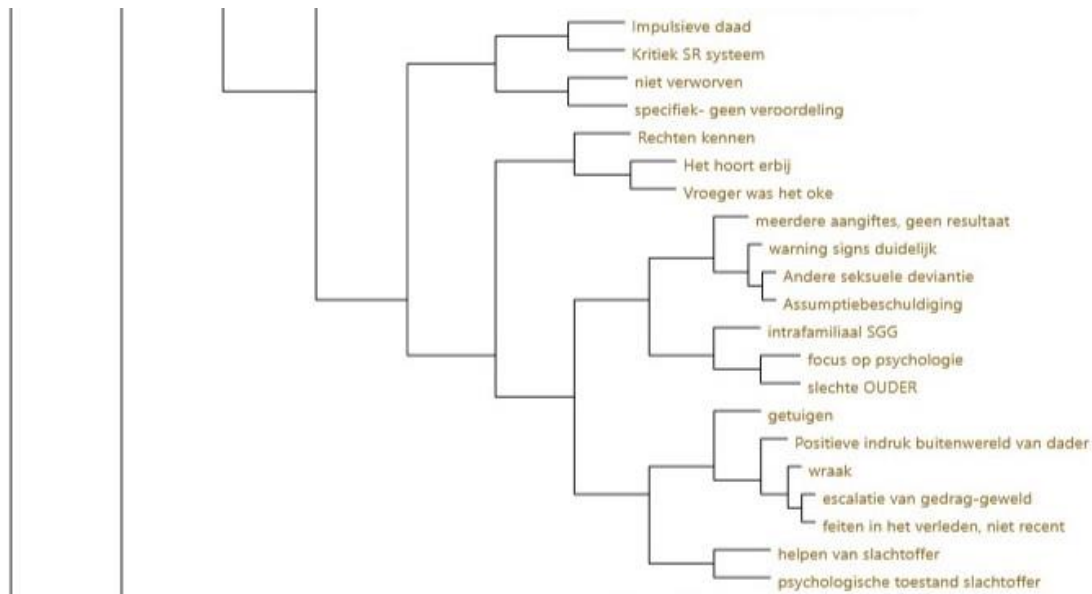 Impulsieve daad
Kritiek SR systeem
niet verworven
specifiek- geen veroordeling
Rechten kennen
Het hoort erbij
Vroeger was het oke
meerdere aangiftes, geen resultaat
warning signs duidelijk
Andere seksuele deviantie
Assumptiebeschuldiging
intrafamiliaal SGG
focus op psychologie
slechte OUDER
getuigen
Positieve indruk buitenwereld van dader
wraak
escalatie van gedrag-geweld
feiten in het verleden, niet recent
helpen van slachtoffer
psychologische toestand slachtoffer